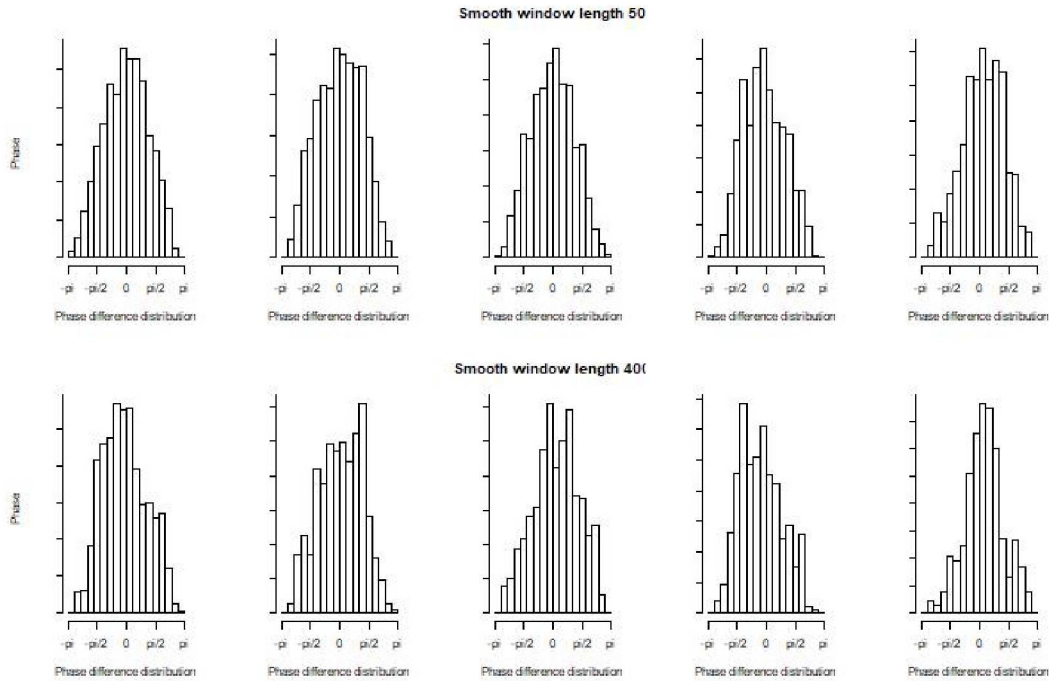 Smooth window length 50
Phase
-pi -pi/2 0 pi/2 pi
-pi -pi/2 0 pi/2 pi
-pi -pi/2 0 pi/2 pi
-pi -pi/2 0 pi/2 pi
-pi -pi/2 0 pi/2 pi
Phase difference distribution
Phase difference distribution
Phase difference distribution
Phase difference distribution
Phase difference distribution
Smooth window length 400
Phase
-pi -pi/2 0 pi/2 pi
-pi -pi/2 0 pi/2 pi
-pi -pi/2 0 pi/2 pi
-pi -pi/2 0 pi/2 pi
-pi -pi/2 0 pi/2 pi
Phase difference distribution
Phase difference distribution
Phase difference distribution
Phase difference distribution
Phase difference distribution